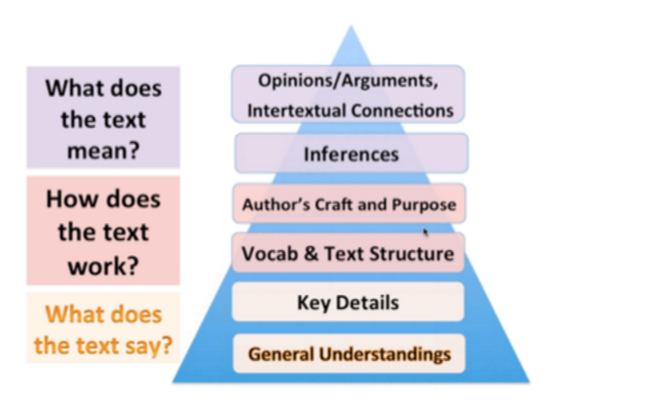 What does
the text
mean?
Opinions/Arguments,
Intertextual Connections
Inferences
How does
the text
work?
Author's Craft and Purpose
Vocab & Text Structure
What does
the text say?
Key Details
General Understandings